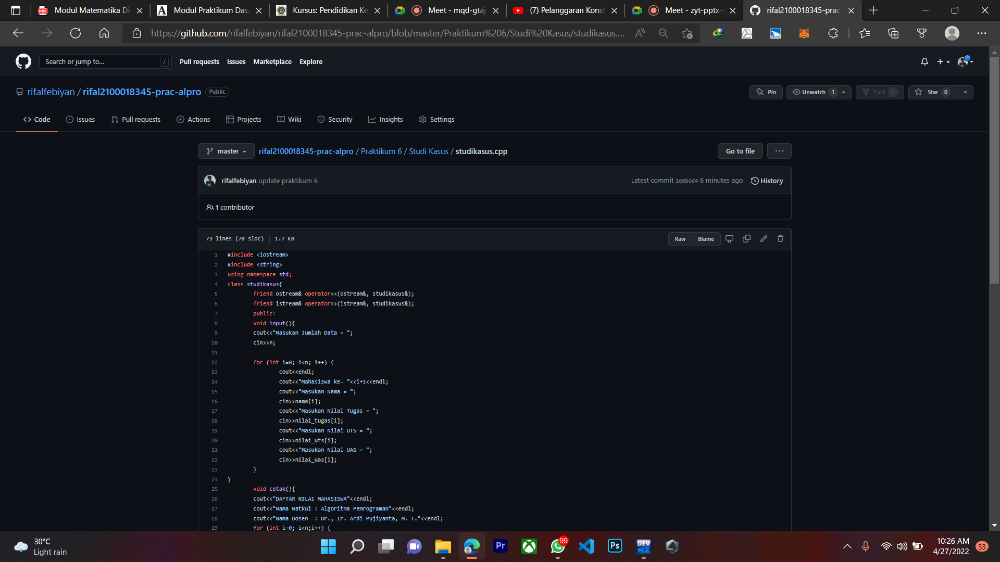 Modul Matematika Di
Modul Praktikum Dasa
Kursus: Pendidikan Ke
Meet - mqd-gtaj
(7) Pelanggaran Konst
Meet - zyt-pptx-
rifal2100018345-prac-
https://github.com/rifalfebiyan/rifal2100018345-prac-alpro/blob/master/Praktikum%206/Studi%20Kasus/studikasus....
Search or jump to... /
Pull requests Issues Marketplace Explore
rifalfebiyan / rifal2100018345-prac-alpro Public
Pin Unwatch 1 Fork 1 Star 0
Code Issues Pull requests Actions Projects Wiki Security Insights Settings
master rifal2100018345-prac-alpro / Praktikum 6 / Studi Kasus / studikasus.cpp Go to file ...
rifalfebiyan update praktikum 6 Latest commit 2e6bdd4 6 minutes ago History
1 contributor
73 lines (70 sloc) 1.7 KB Raw Blame
1 #include <iostream>
2 #include <string>
3 using namespace std;
4 class studikasus{
5 friend ostream& operator<<(ostream&, studikasus&);
6 friend istream& operator>>(istream&, studikasus&);
7 public:
8 void input(){
9 cout<<"Masukan Jumlah Data = ";
10 cin>>n;
11
12 for (int i=0; i<n; i++) {
13 cout<<endl;
14 cout<<"Mahasiswa ke- "<<i+1<<endl;
15 cout<<"Masukan Nama = ";
16 cin>>nama[i];
17 cout<<"Masukan Nilai Tugas = ";
18 cin>>nilai_tugas[i];
19 cout<<"Masukan Nilai UTS = ";
20 cin>>nilai_uts[i];
21 cout<<"Masukan Nilai UAS = ";
22 cin>>nilai_uas[i];
23 }
24 }
25 void cetak(){
26 cout<<"DAFTAR NILAI MAHASISWA"<<endl;
27 cout<<"Nama Matkul : Algoritma Pemrograman"<<endl;
28 cout<<"Nama Dosen  : Dr., Ir. Ardi Pujiyanta, M. T."<<endl;
29 for (int i=0; i<n;i++) {
30°C
Light rain
Pr
99
Ps
DEV
10:26 AM
4/27/2022
33